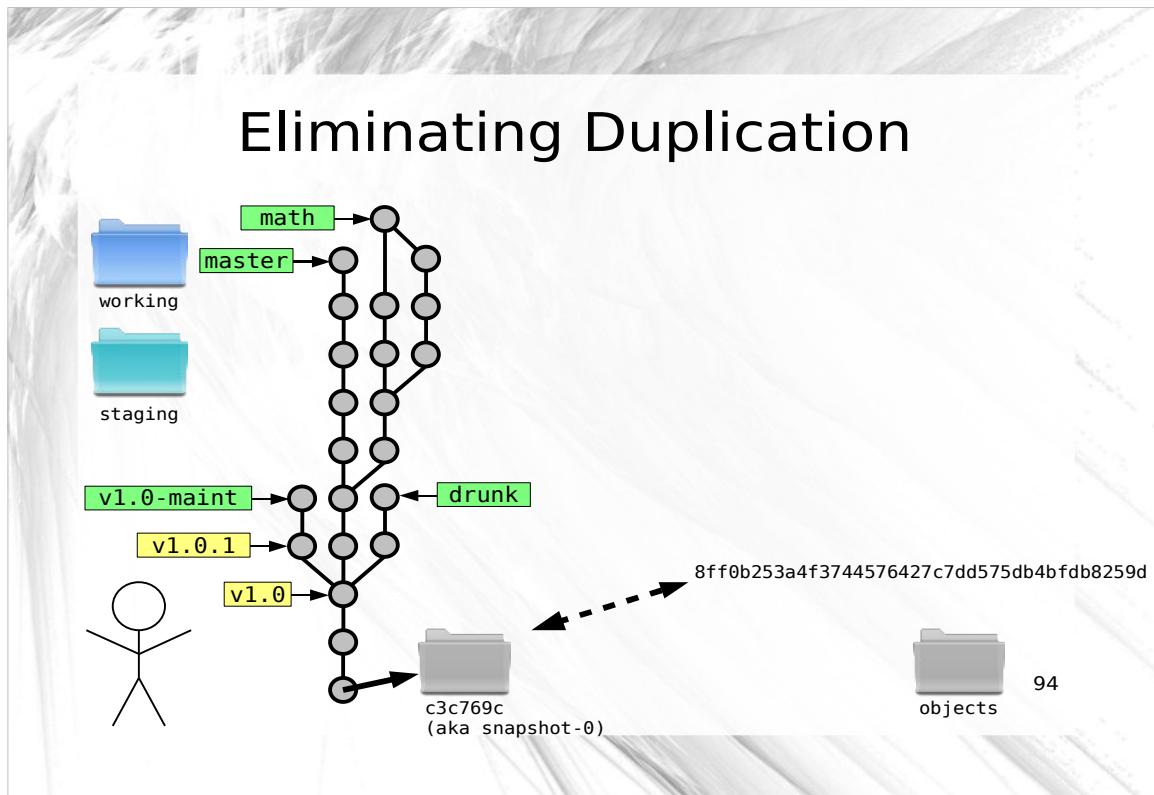 Eliminating Duplication
math
master
working
staging
v1.0-maint
drunk
v1.0.1
8ff0b253a4f3744576427c7dd575db4bfdb8259d
v1.0
94
c3c769c
(aka snapshot-0)
objects